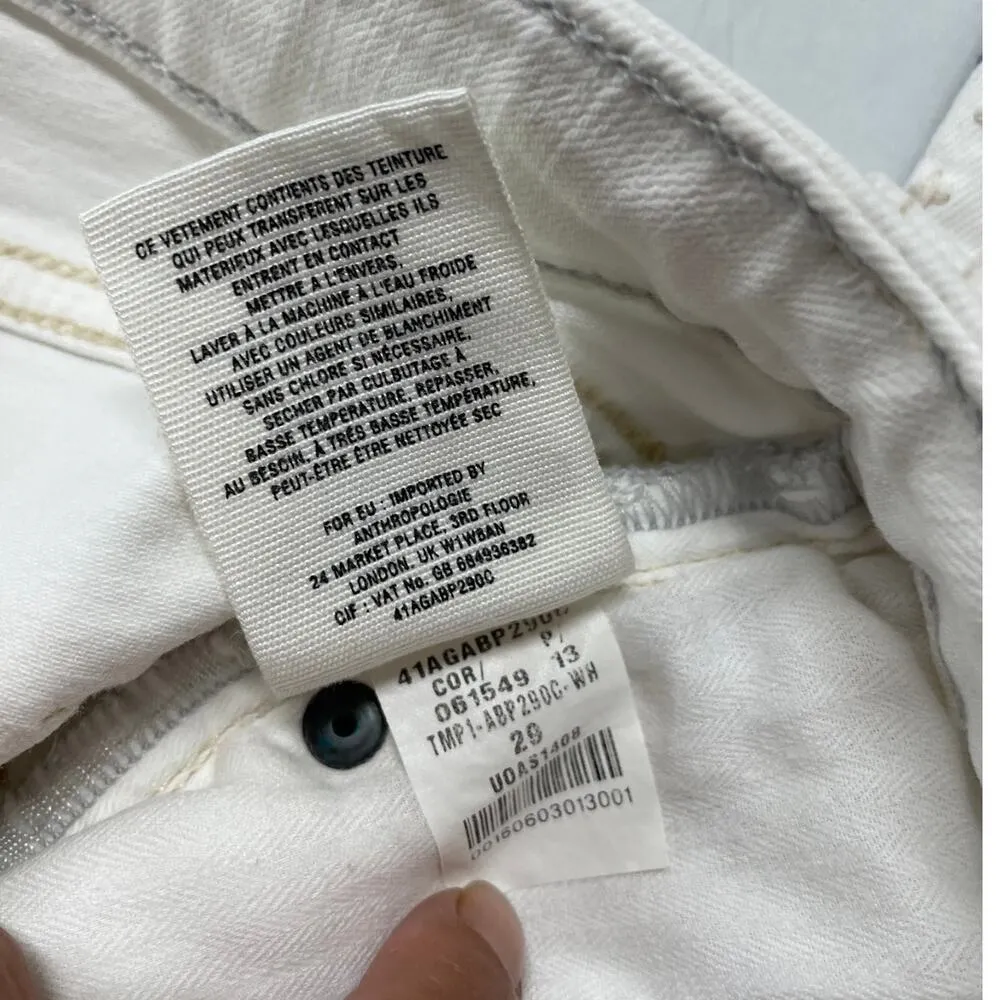 CE VETEMENT CONTIENTS DES TEINTURE
QUI PEUX TRANSFERENT SUR LES
MATERIEUX AVEC LESQUELLES ILS
ENTRENT EN CONTACT
METTRE A L'ENVERS,
LAVER À LA MACHINE À L'EAU FROIDE
AVEC COULEURS SIMILAIRES,
UTILISER UN AGENT DE BLANCHIMENT
SANS CHLORE SI NÉCESSAIRE,
SECHER PAR CULBUTAGE À
BASSE TEMPERATURE, REPASSER,
AU BESOIN, À TRÉS BASSE TEMPÉRATURE,
PEUT-ÊTRE ÊTRE NETTOYÉE SEC
FOR EU : IMPORTED BY
ANTHROPOLOGIE
24 MARKET PLACE, 3RD FLOOR
LONDON. UK W1W8AN
CIF : VAT No. GB 664936382
41AGABP290C
41AGABP290C
COR/ P/
061549 13
TMP1-ABP290C-WH
29
UOAS1408
00160603013001